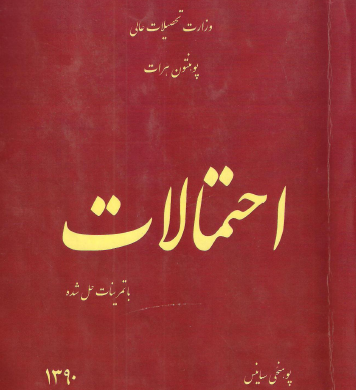 وزارت تحصیلات عالی
پوهنتون هرات
احتمالات
با تمرینات حل شده
پوهنځی ساینس
۱۳۹۰